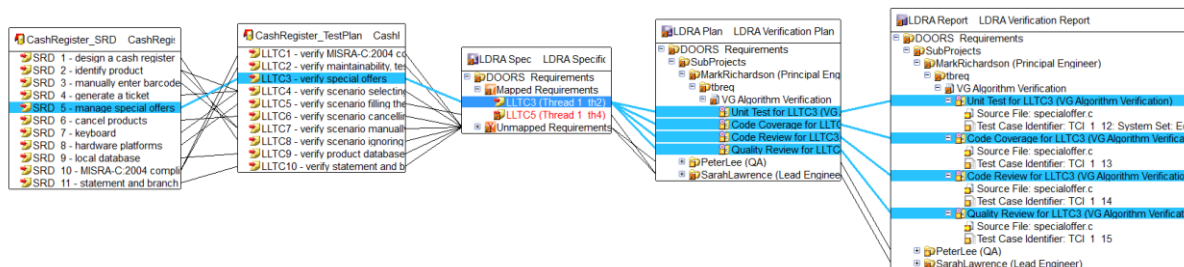 CashRegister_SRD CashRegis
SRD 1 - design a cash register
SRD 2 - identify product
SRD 3 - manually enter barcode
SRD 4 - generate a ticket
SRD 5 - manage special offers
SRD 6 - cancel products
SRD 7 - keyboard
SRD 8 - hardware platforms
SRD 9 - local database
SRD 10 - MISRA-C:2004 compli
SRD 11 - statement and branch
CashRegister_TestPlan Cashl
LLTC1 - verify MISRA-C:2004 co
LLTC2 - verify maintainability, tes
LLTC3 - verify special offers
LLTC4 - verify scenario selecting
LLTC5 - verify scenario filling the
LLTC6 - verify scenario cancellin
LLTC7 - verify scenario manuall
LLTC8 - verify scenario ignoring
LLTC9 - verify product database
LLTC10 - verify statement and b
LDRA Spec LDRA Specific
DOORS Requirements
Mapped Requirements
LLTC3 (Thread 1 th2)
LLTC5 (Thread 1 th4)
Unmapped Requirements
LDRA Plan LDRA Verification Plan
DOORS Requirements
SubProjects
MarkRichardson (Principal Eng
tbreq
VG Algorithm Verification
Unit Test for LLTC3 (VG
Code Coverage for LLTC
Code Review for LLTC3
Quality Review for LLTC
PeterLee (QA)
SarahLawrence (Lead Enginee
LDRA Report LDRA Verification Report
DOORS Requirements
SubProjects
MarkRichardson (Principal Engineer)
tbreq
VG Algorithm Verification
Unit Test for LLTC3 (VG Algorithm Verification)
Source File: specialoffer.c
Test Case Identifier: TCI 1 12: System Set: Ec
Code Coverage for LLTC3 (VG Algorithm Verificatio
Source File: specialoffer.c
Test Case Identifier: TCI 1 13
Code Review for LLTC3 (VG Algorithm Verification
Source File: specialoffer.c
Test Case Identifier: TCI 1 14
Quality Review for LLTC3 (VG Algorithm Verificat
Source File: specialoffer.c
Test Case Identifier: TCI 1 15
PeterLee (QA)
SarahLawrence (Lead Engineer)